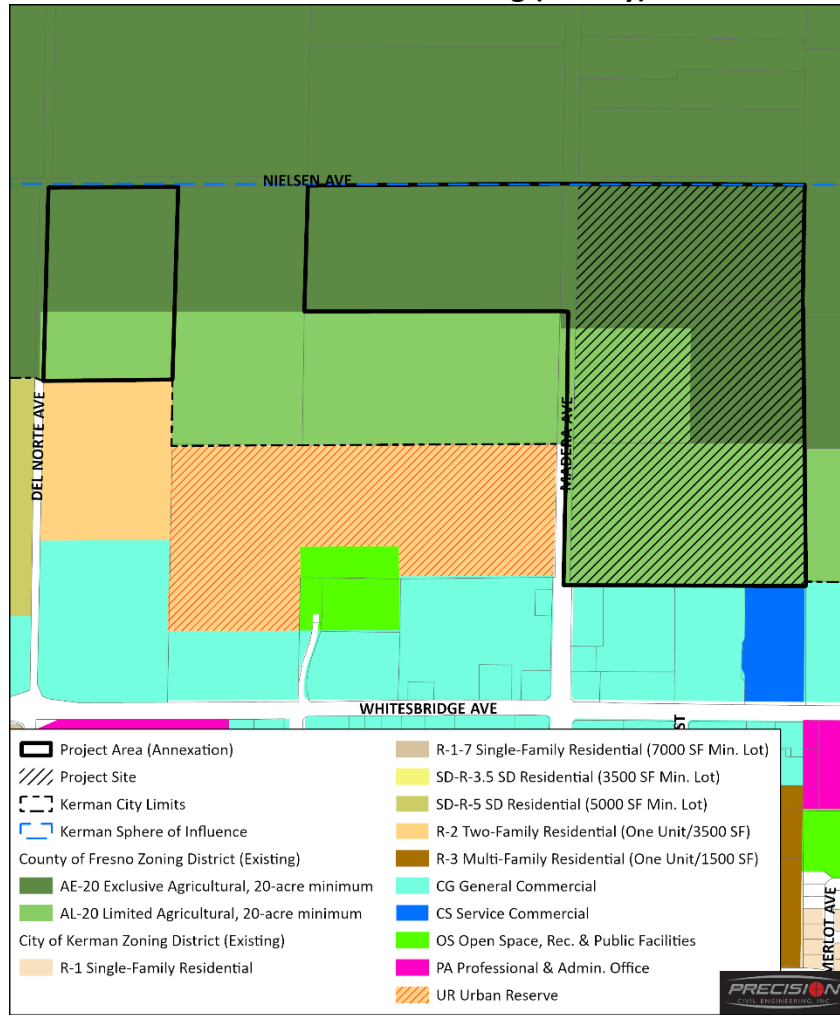 NIELSEN AVE
DEL NORTE AVE
MADERA AVE
WHITESBRIDGE AVE
ST
MERLOT AVE
Project Area (Annexation)
Project Site
Kerman City Limits
Kerman Sphere of Influence
County of Fresno Zoning District (Existing)
AE-20 Exclusive Agricultural, 20-acre minimum
AL-20 Limited Agricultural, 20-acre minimum
City of Kerman Zoning District (Existing)
R-1 Single-Family Residential
R-1-7 Single-Family Residential (7000 SF Min. Lot)
SD-R-3.5 SD Residential (3500 SF Min. Lot)
SD-R-5 SD Residential (5000 SF Min. Lot)
R-2 Two-Family Residential (One Unit/3500 SF)
R-3 Multi-Family Residential (One Unit/1500 SF)
CG General Commercial
CS Service Commercial
OS Open Space, Rec. & Public Facilities
PA Professional & Admin. Office
UR Urban Reserve
PRECISION
CIVIL ENGINEERING, INC